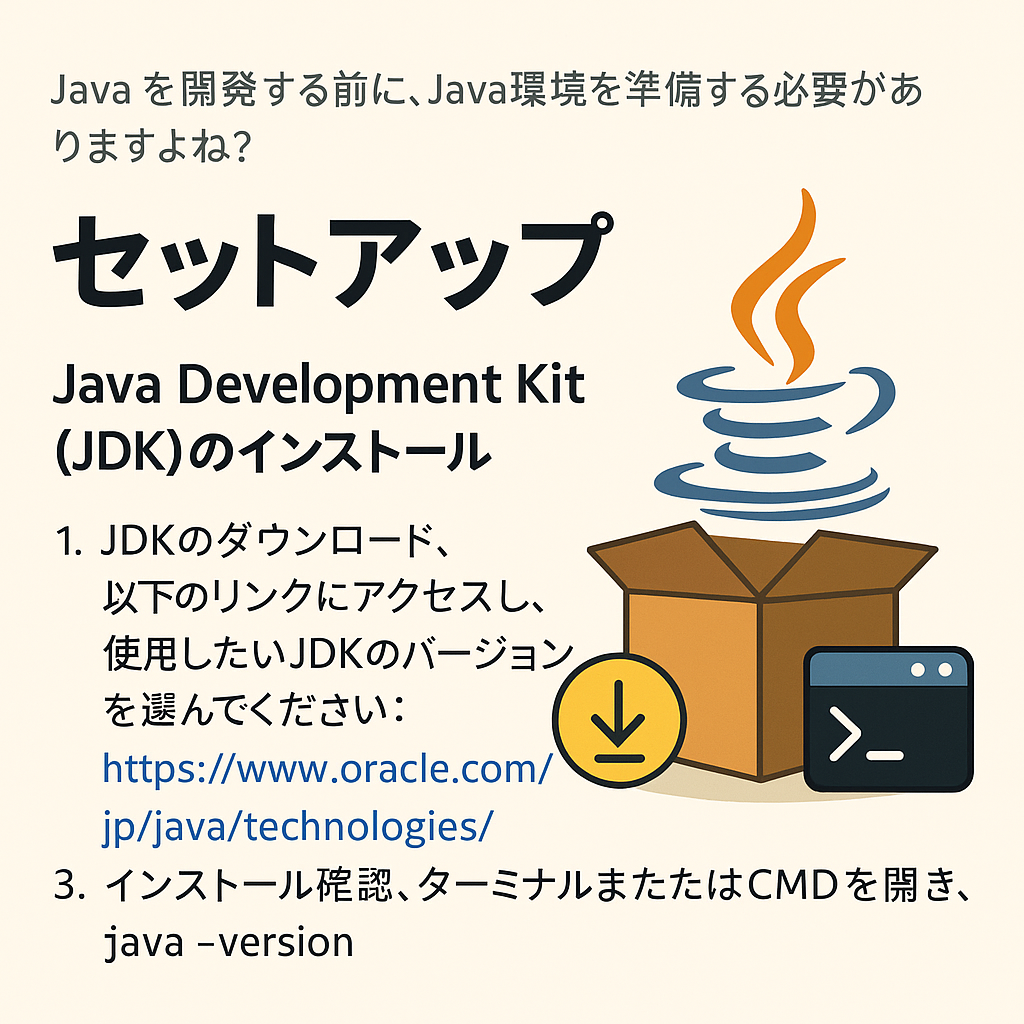 Java を開発する前に、Java環境を準備する必要があ
りますよね?
セットアップ
Java Development Kit
(JDK)のインストール
1. JDKのダウンロード、
以下のリンクにアクセスし、
使用したいJDKのバージョン
を選んでください:
https://www.oracle.com/
jp/java/technologies/
3. インストール確認、ターミナルまたたはCMDを開き、
java –version